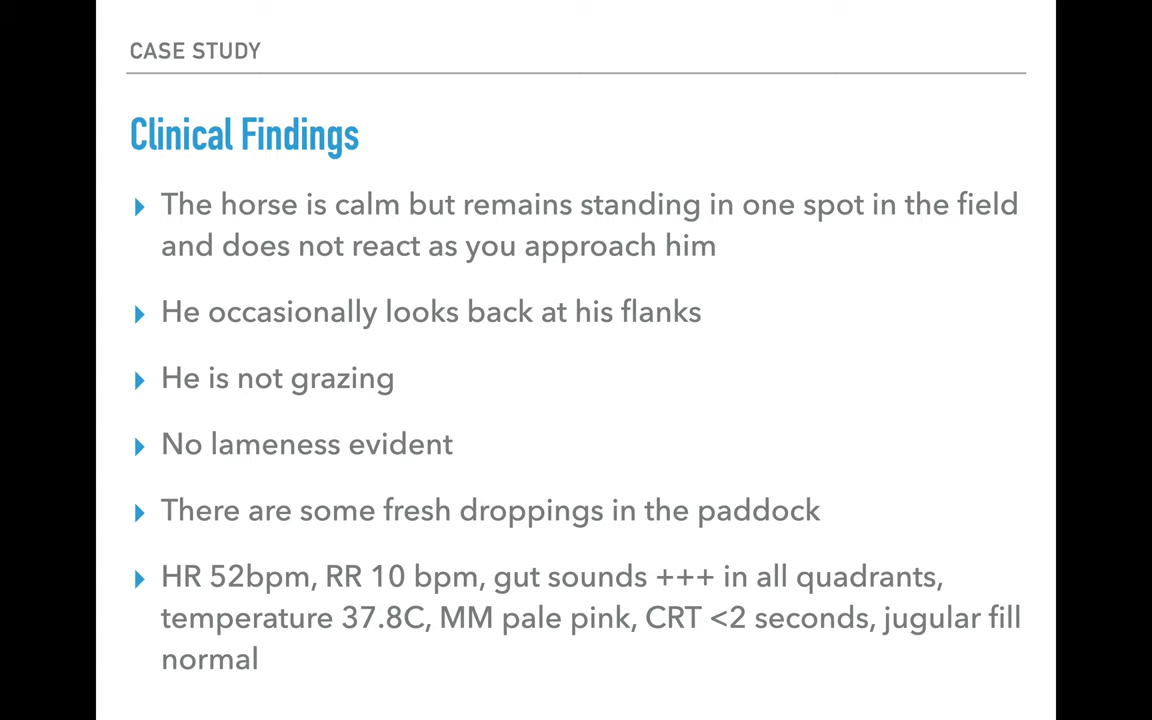 CASE STUDY
Clinical Findings
The horse is calm but remains standing in one spot in the field
and does not react as you approach him
He occasionally looks back at his flanks
He is not grazing
No lameness evident
There are some fresh droppings in the paddock
HR 52bpm, RR 10 bpm, gut sounds +++ in all quadrants,
temperature 37.8C, MM pale pink, CRT <2 seconds, jugular fill
normal